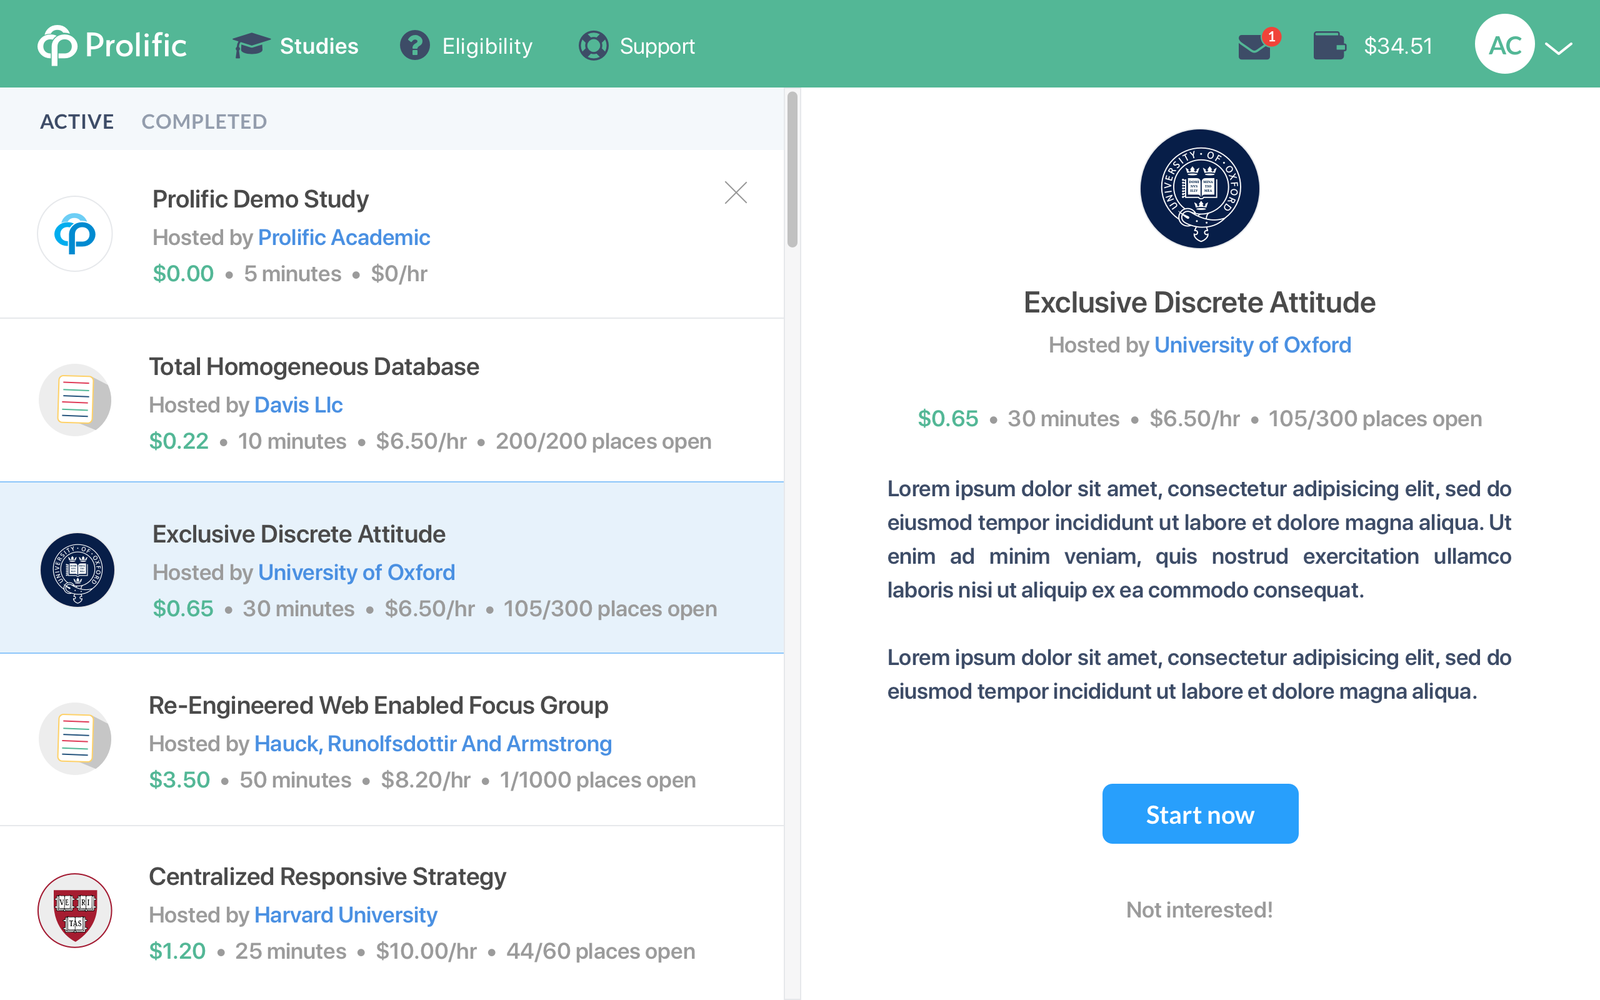 Prolific
Studies
Eligibility
Support
1
$34.51
AC
ACTIVE COMPLETED
Prolific Demo Study
Hosted by Prolific Academic
$0.00 • 5 minutes • $0/hr
Total Homogeneous Database
Hosted by Davis Llc
$0.22 • 10 minutes • $6.50/hr • 200/200 places open
Exclusive Discrete Attitude
Hosted by University of Oxford
$0.65 • 30 minutes • $6.50/hr • 105/300 places open
Re-Engineered Web Enabled Focus Group
Hosted by Hauck, Runolfsdottir And Armstrong
$3.50 • 50 minutes • $8.20/hr • 1/1000 places open
VE RI
TAS
Centralized Responsive Strategy
Hosted by Harvard University
$1.20 • 25 minutes • $10.00/hr • 44/60 places open
UNIVERSITY · OF · OXFORD
Exclusive Discrete Attitude
Hosted by University of Oxford
$0.65 • 30 minutes • $6.50/hr • 105/300 places open
Lorem ipsum dolor sit amet, consectetur adipisicing elit, sed do
eiusmod tempor incididunt ut labore et dolore magna aliqua. Ut
enim ad minim veniam, quis nostrud exercitation ullamco
laboris nisi ut aliquip ex ea commodo consequat.
Lorem ipsum dolor sit amet, consectetur adipisicing elit, sed do
eiusmod tempor incididunt ut labore et dolore magna aliqua.
Start now
Not interested!